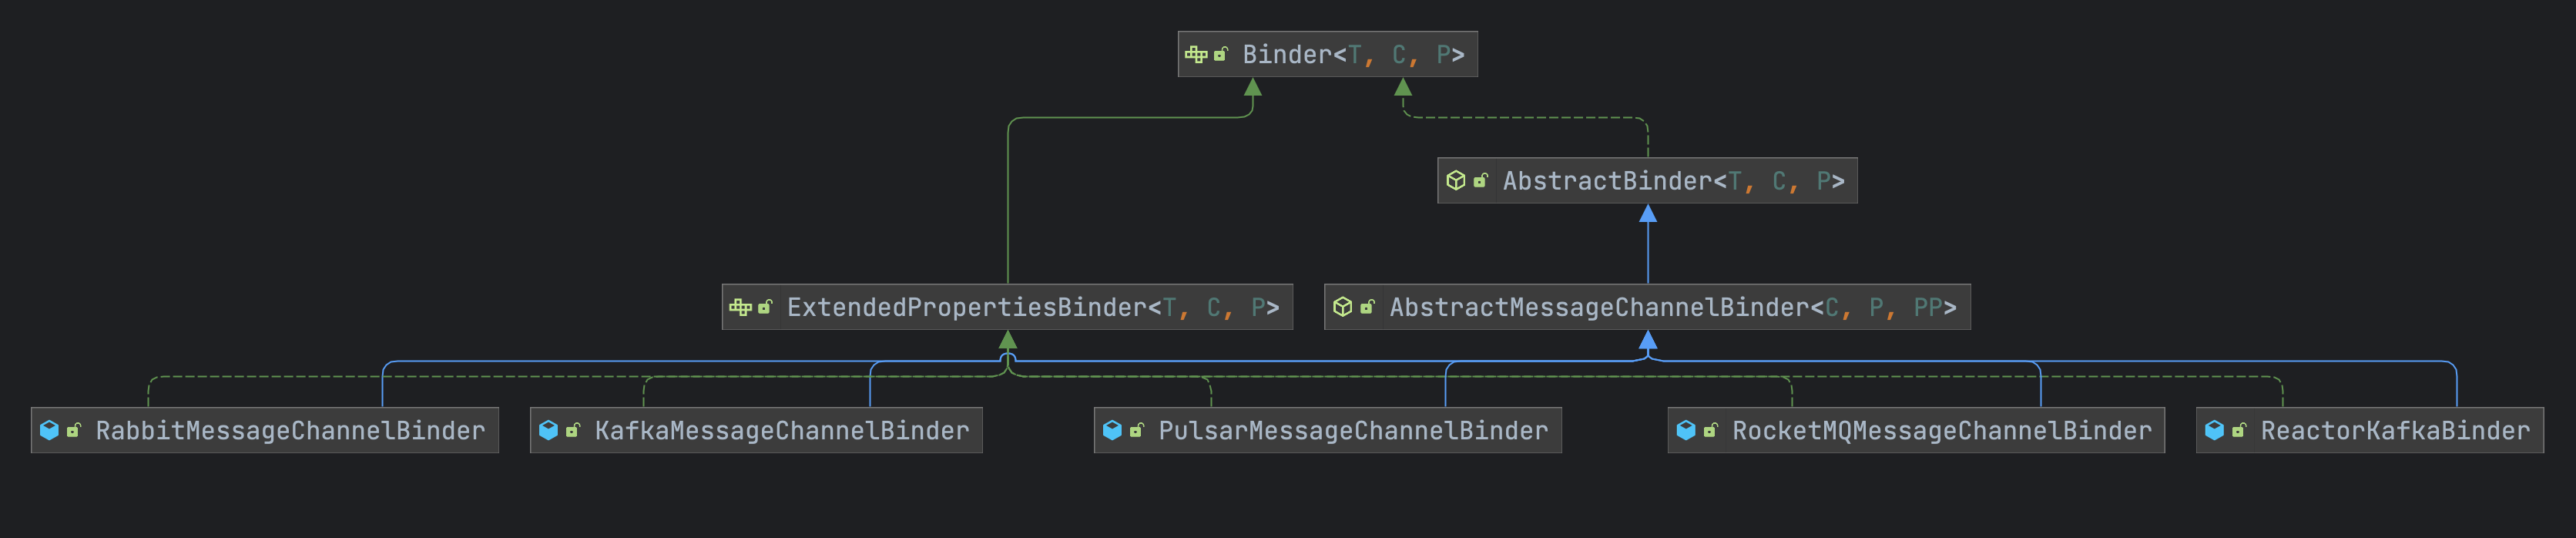 Binder<T, C, P>
AbstractBinder<T, C, P>
ExtendedPropertiesBinder<T, C, P>
AbstractMessageChannelBinder<C, P, PP>
RabbitMessageChannelBinder
KafkaMessageChannelBinder
PulsarMessageChannelBinder
RocketMQMessageChannelBinder
ReactorKafkaBinder